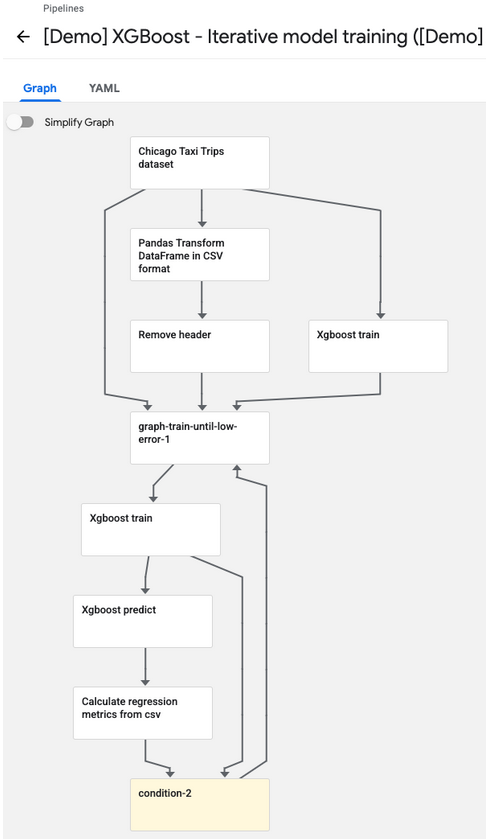 Pipelines
[Demo] XGBoost - Iterative model training ([Demo]
Graph
YAML
Simplify Graph
Chicago Taxi Trips
dataset
Pandas Transform
DataFrame in CSV
format
Remove header
Xgboost train
graph-train-until-low-
error-1
Xgboost train
Xgboost predict
Calculate regression
metrics from csv
condition-2